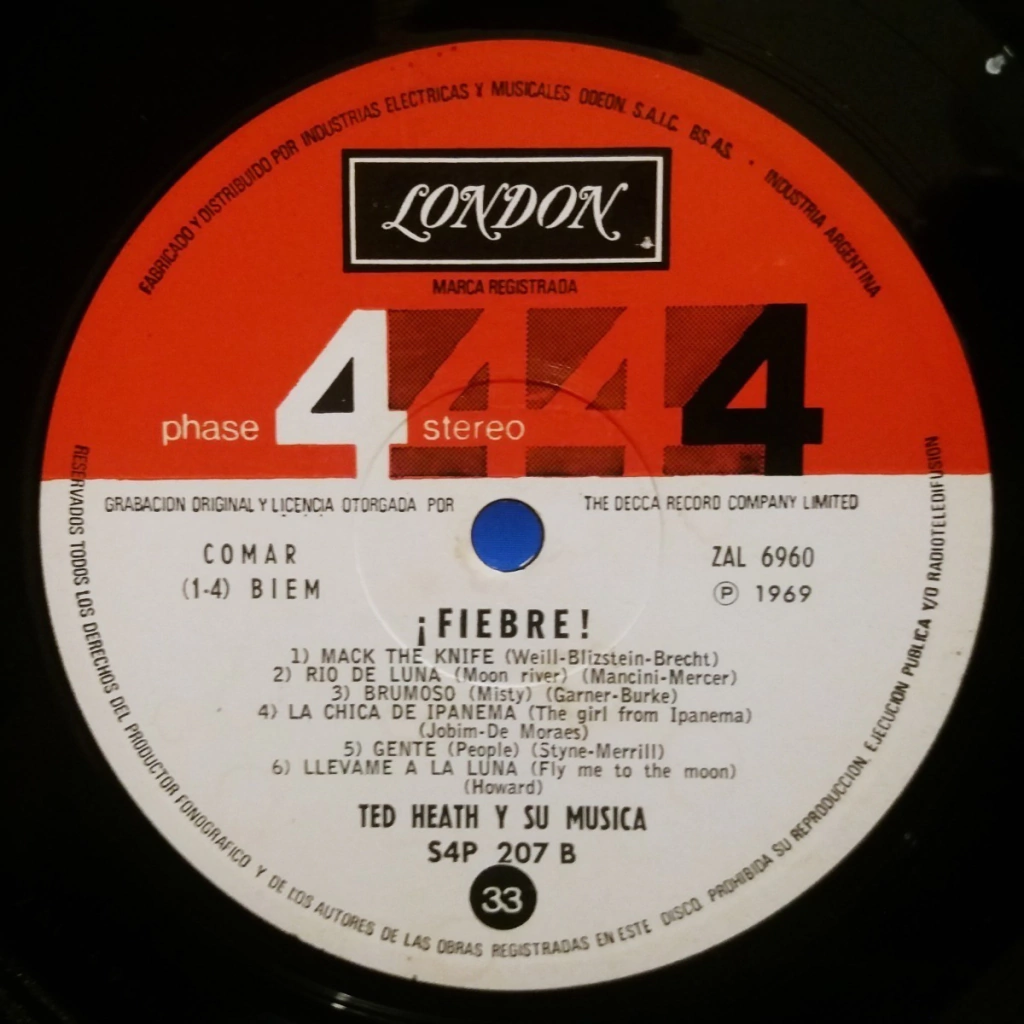 FABRICADO Y DISTRIBUIDO POR INDUSTRIAS ELECTRICAS Y MUSICALES ODEON. S.A.I.C. BS.AS. • INDUSTRIA ARGENTINA
LONDON
MARCA REGISTRADA
phase 4 stereo 4 4 4
GRABACION ORIGINAL Y LICENCIA OTORGADA POR THE DECCA RECORD COMPANY LIMITED
COMAR
(1-4) BIEM
ZAL 6960
Ⓟ 1969
¡FIEBRE!
1) MACK THE KNIFE (Weill-Blizstein-Brecht)
2) RIO DE LUNA (Moon river) (Mancini-Mercer)
3) BRUMOSO (Misty) (Garner-Burke)
4) LA CHICA DE IPANEMA (The girl from Ipanema)
(Jobim-De Moraes)
5) GENTE (People) (Styne-Merrill)
6) LLEVAME A LA LUNA (Fly me to the moon)
(Howard)
TED HEATH Y SU MUSICA
S4P 207 B
33
RESERVADOS TODOS LOS DERECHOS DEL PRODUCTOR FONOGRAFICO Y DE LOS AUTORES DE LAS OBRAS REGISTRADAS EN ESTE DISCO. PROHIBIDA SU REPRODUCCION, EJECUCION PUBLICA Y/O RADIOTELEDIFUSION